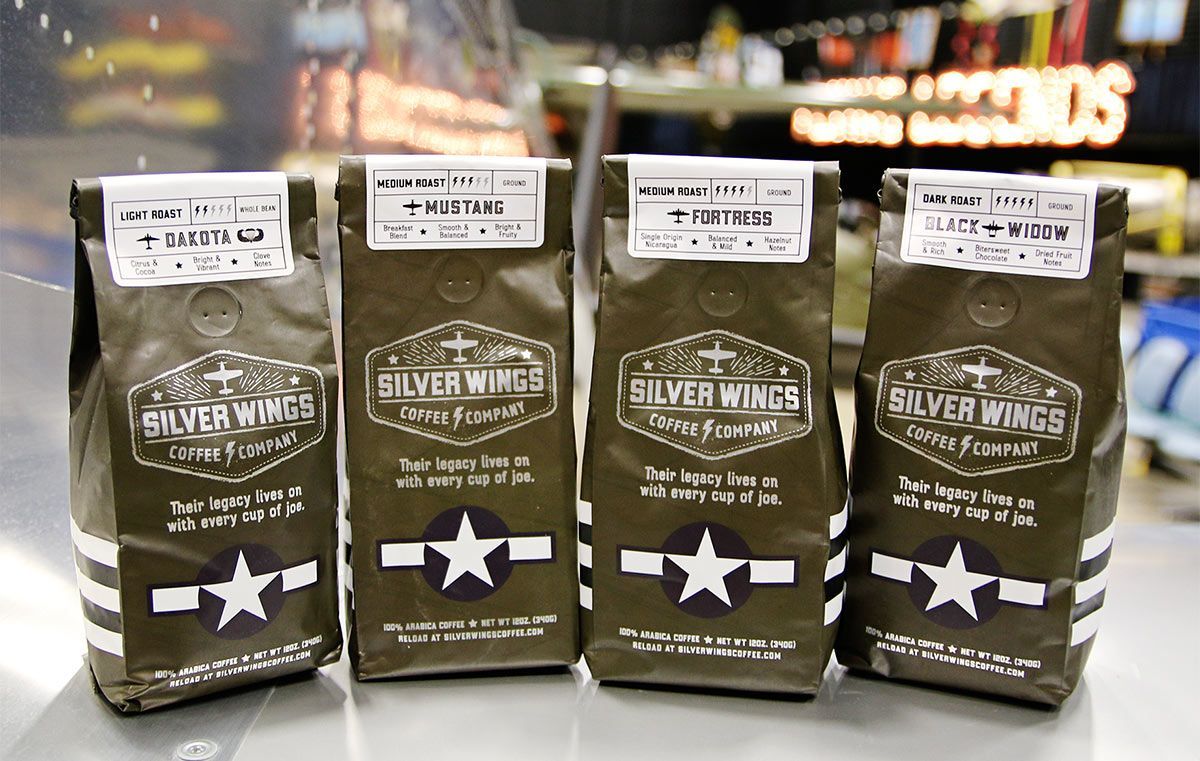 LIGHT ROAST
WHOLE BEAN
DAKOTA
Citrus & Cocoa ★ Bright & Vibrant ★ Clove Notes
SILVER WINGS
COFFEE COMPANY
Their legacy lives on
with every cup of joe.
100% ARABICA COFFEE ★ NET WT 12OZ. (340G)
RELOAD AT SILVERWINGSCOFFEE.COM
MEDIUM ROAST
GROUND
MUSTANG
Breakfast Blend ★ Smooth & Balanced ★ Bright & Fruity
SILVER WINGS
COFFEE COMPANY
Their legacy lives on
with every cup of joe.
100% ARABICA COFFEE ★ NET WT 12OZ. (340G)
RELOAD AT SILVERWINGSCOFFEE.COM
MEDIUM ROAST
GROUND
FORTRESS
Single Origin Nicaragua ★ Balanced & Mild ★ Hazelnut Notes
SILVER WINGS
COFFEE COMPANY
Their legacy lives on
with every cup of joe.
100% ARABICA COFFEE ★ NET WT 12OZ. (340G)
RELOAD AT SILVERWINGSCOFFEE.COM
DARK ROAST
GROUND
BLACK WIDOW
Smooth & Rich ★ Bittersweet Chocolate ★ Dried Fruit Notes
SILVER WINGS
COFFEE COMPANY
Their legacy lives on
with every cup of joe.
100% ARABICA COFFEE ★ NET WT 12OZ. (340G)
RELOAD AT SILVERWINGSCOFFEE.COM